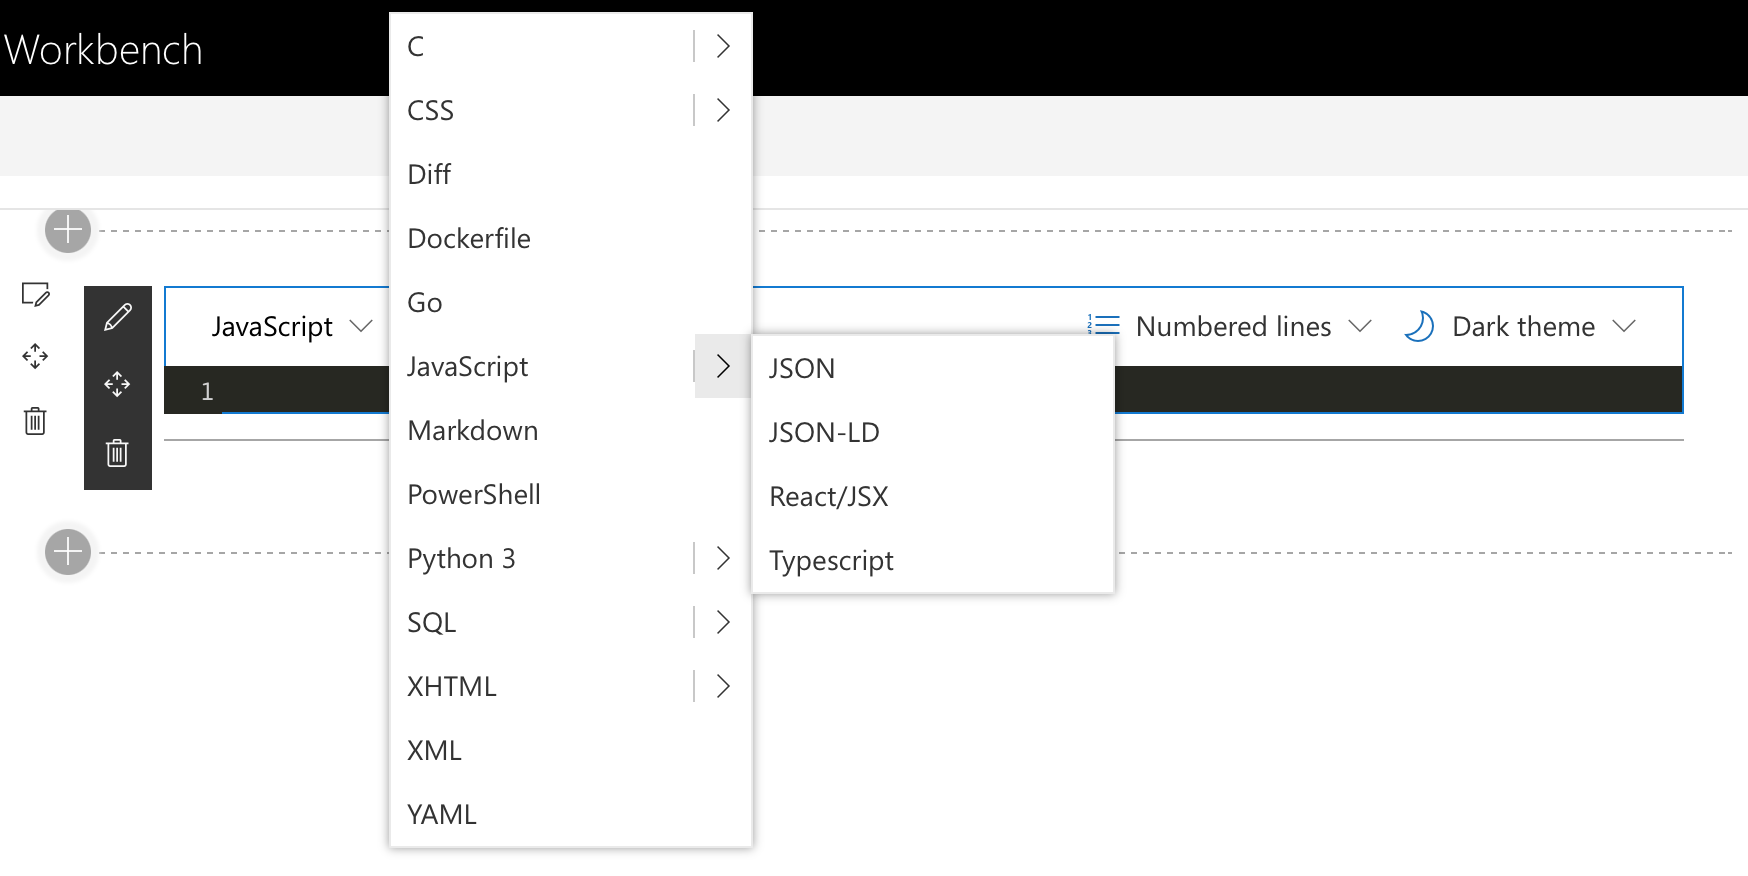 Workbench
C
CSS
Diff
Dockerfile
Go
JavaScript
Markdown
PowerShell
Python 3
SQL
XHTML
XML
YAML
JavaScript
Numbered lines
Dark theme
1
JSON
JSON-LD
React/JSX
Typescript